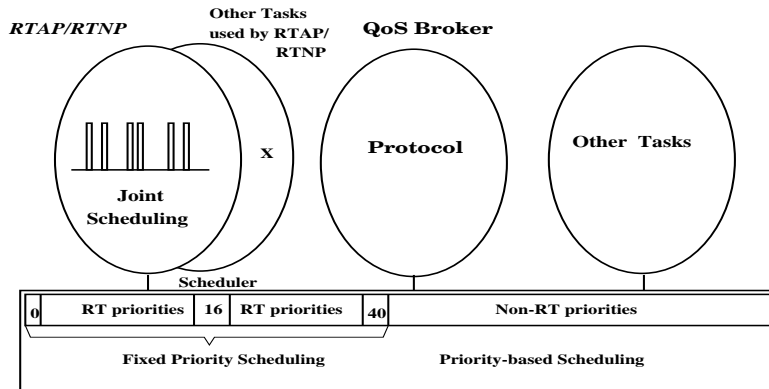 RTAP/RTNP
Other Tasks
used by RTAP/
RTNP
QoS Broker
X
Joint
Scheduling
Protocol
Other Tasks
Scheduler
0 RT priorities 16 RT priorities 40 Non-RT priorities
Fixed Priority Scheduling Priority-based Scheduling